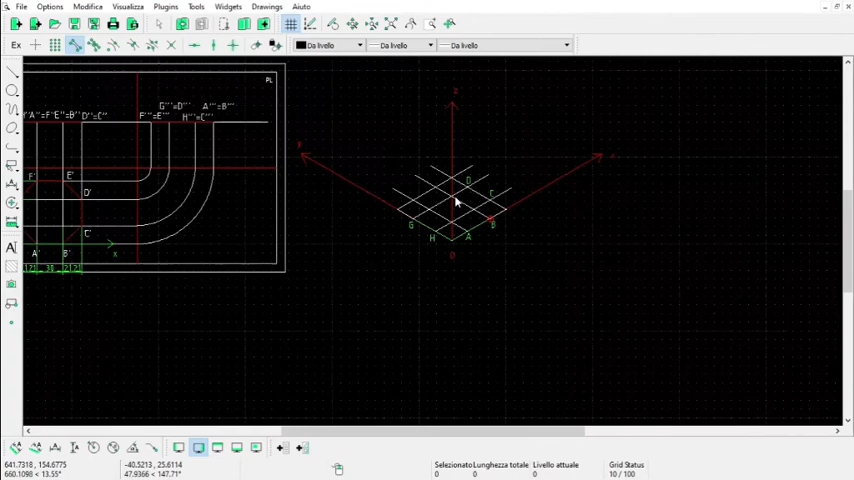 File Options Modifica Visualizza Plugins Tools Widgets Drawings Aiuto
Ex Da livello Da livello Da livello
PL
G'''=D''' A'''=B'''
"A"=F"E"=B" D"=C" F'''=E''' H'''=C'''
F' E'
D'
C'
A' B' x
30
z
y x
D
C
G B
H A
O
A
641.7318 , 154.6775 -40.5213 , 25.6114 Selezionato Lunghezza totale Livello attuale Grid Status
660.1098 < 13.55° 47.9366 < 147.71° 0 0 0 10 / 100